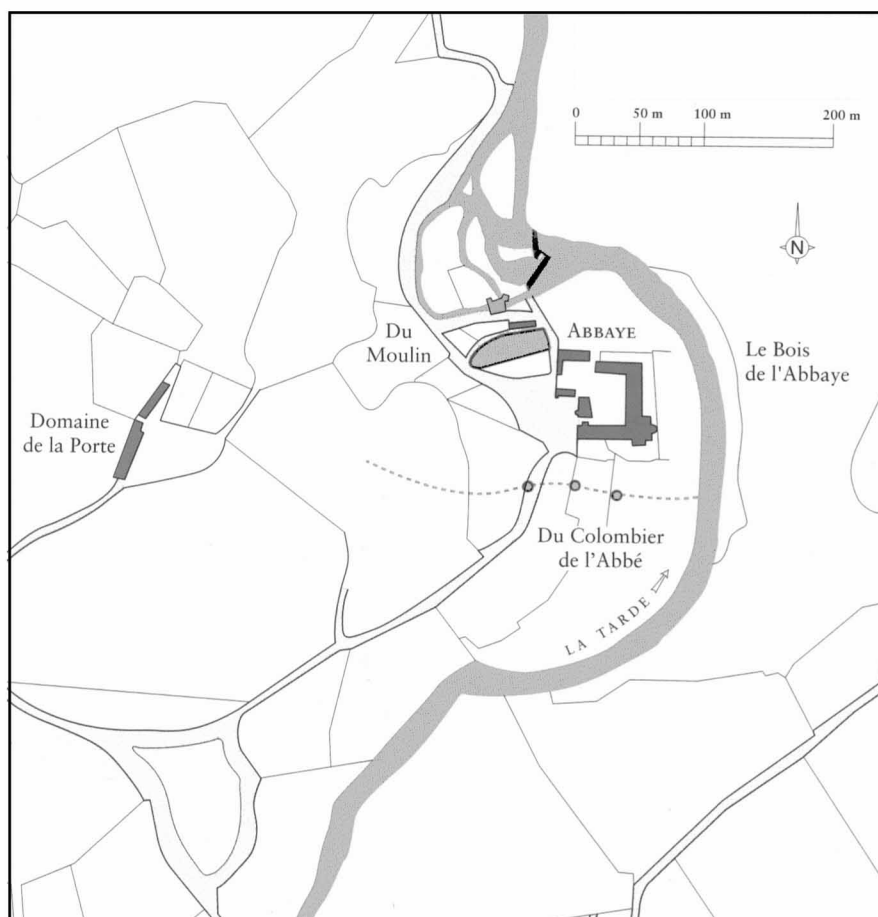 0 50 m 100 m 200 m
N
ABBAYE
Du
Moulin
Le Bois
de l'Abbaye
Domaine
de la Porte
Du Colombier
de l'Abbé
LA TARDE